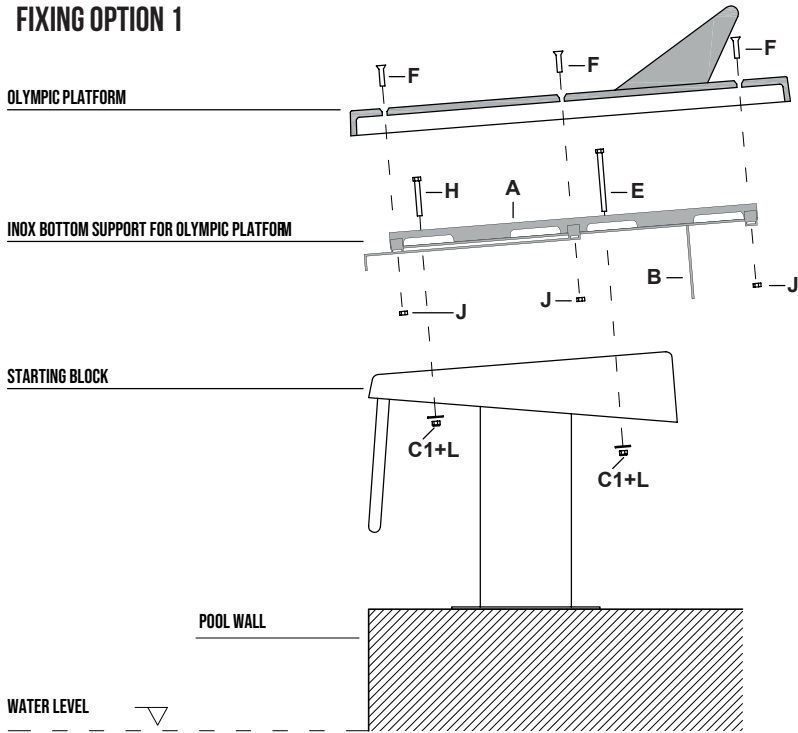 FIXING OPTION 1
F
F
F
OLYMPIC PLATFORM
H
A
E
INOX BOTTOM SUPPORT FOR OLYMPIC PLATFORM
B
J
J
J
STARTING BLOCK
C1+L
C1+L
POOL WALL
WATER LEVEL